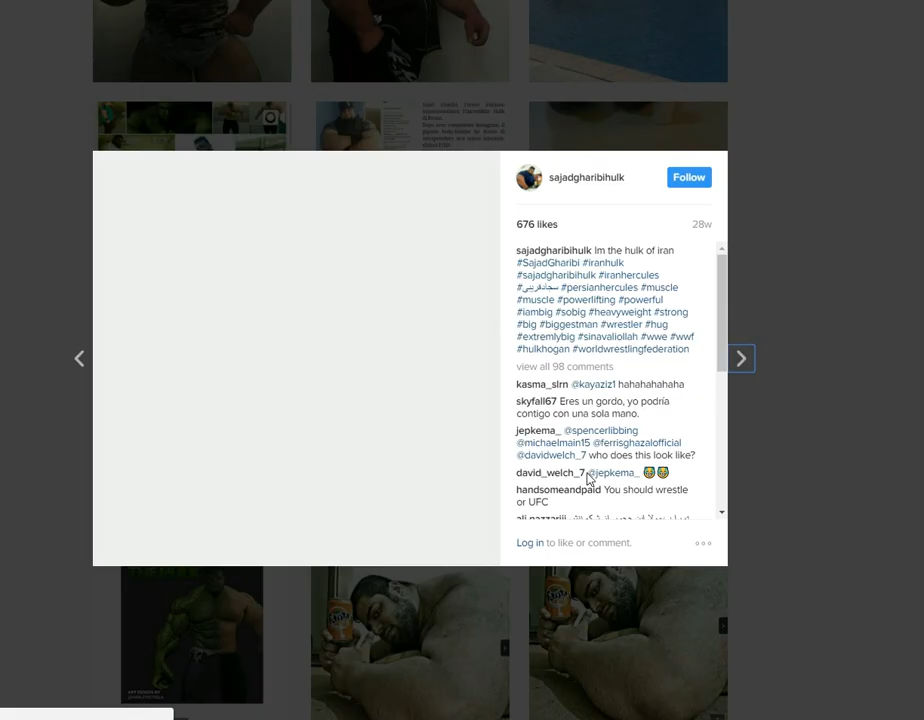 sajadgharibihulk
Follow
676 likes
28w
sajadgharibihulk Im the hulk of iran
#SajadGharibi #iranhulk
#sajadgharibihulk #iranhercules
#سجادقریبی #persianhercules #muscle
#muscle #powerlifting #powerful
#iambig #sobig #heavyweight #strong
#big #biggestman #wrestler #hug
#extremlybig #sinavaliollah #wwe #wwf
#hulkhogan #worldwrestlingfederation
view all 98 comments
kasma_slrn @kayaziz1 hahahahahaha
skyfall67 Eres un gordo, yo podría
contigo con una sola mano.
jepkema_ @spencerlibbing
@michaelmain15 @ferrisghazalofficial
@davidwelch_7 who does this look like?
david_welch_7 @jepkema_
handsomeandpaid You should wrestle
or UFC
Log in to like or comment.